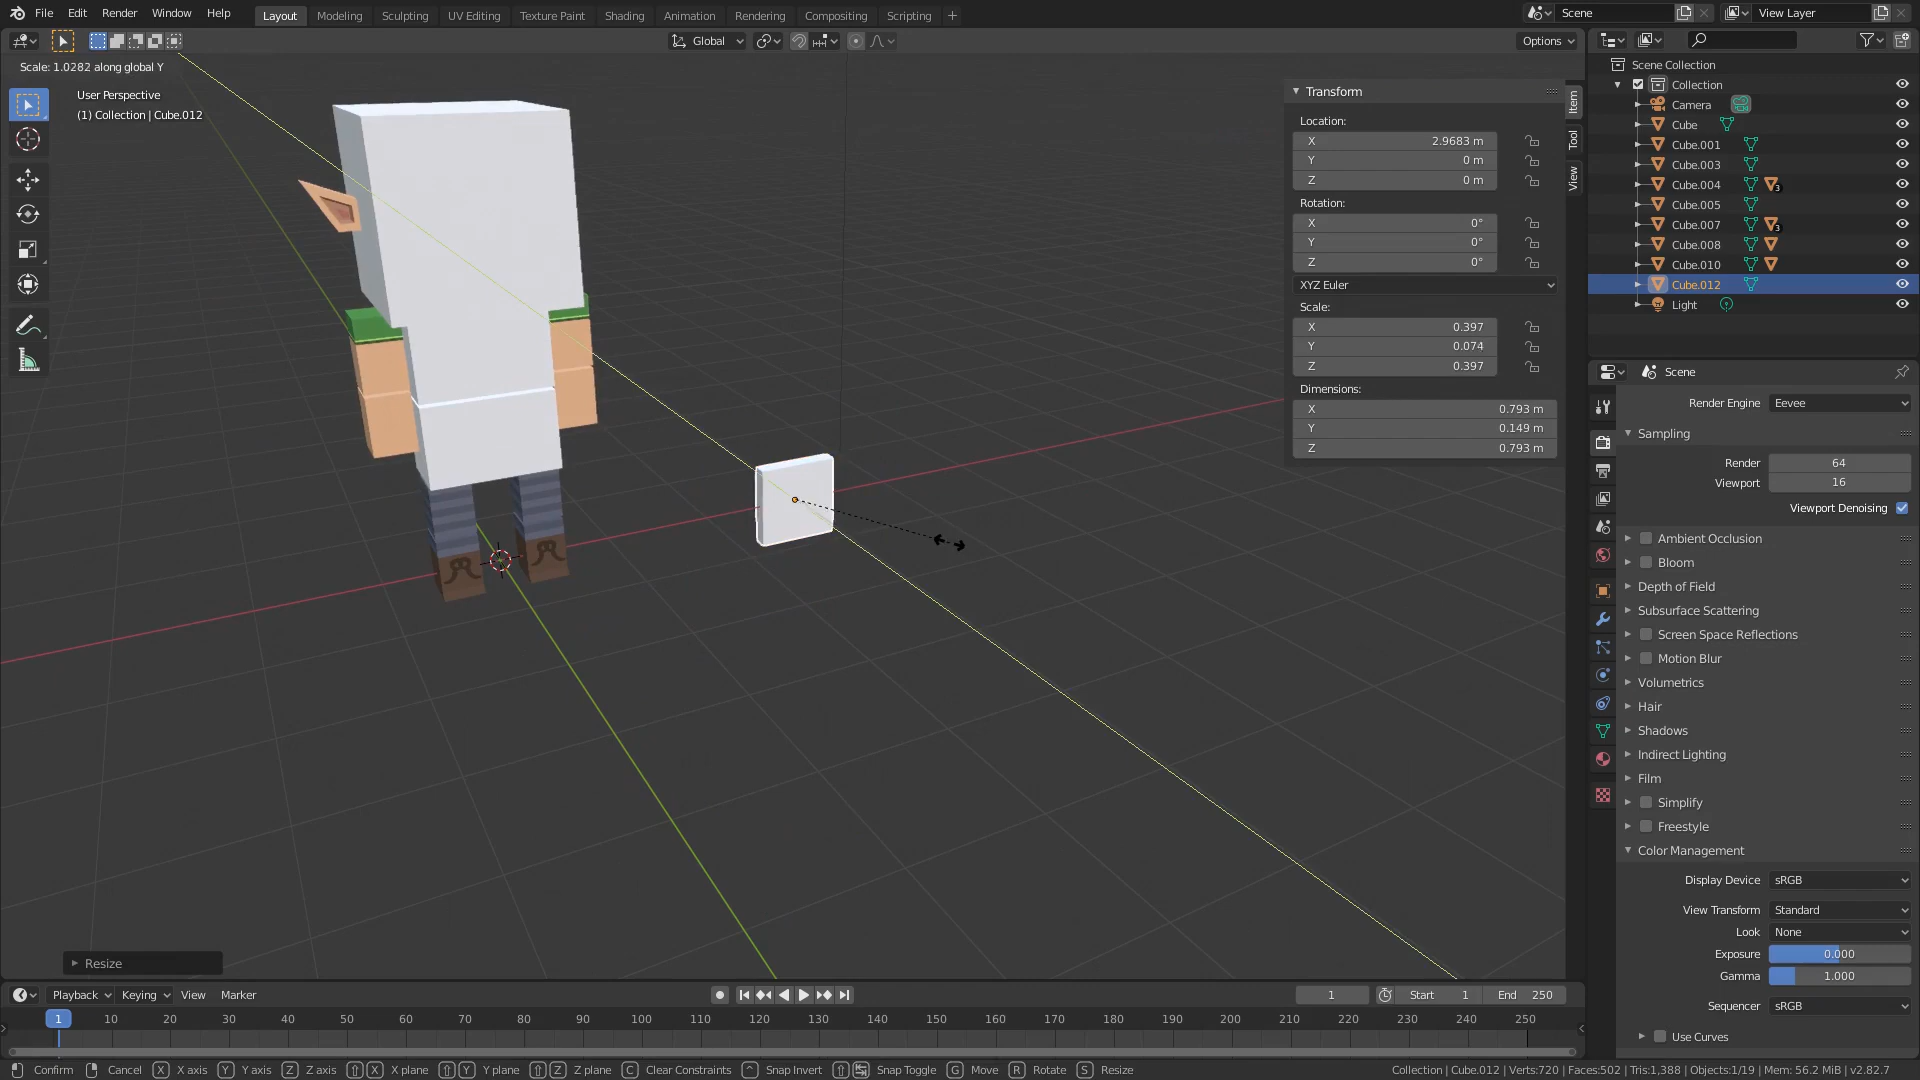 File Edit Render Window Help Layout Modeling Sculpting UV Editing Texture Paint Shading Animation Rendering Compositing Scripting + Scene View Layer
Global Options
Scale: 1.0282 along global Y
User Perspective
(1) Collection | Cube.012
Transform
Location:
X 2.9683 m
Y 0 m
Z 0 m
Rotation:
X 0°
Y 0°
Z 0°
XYZ Euler
Scale:
X 0.397
Y 0.074
Z 0.397
Dimensions:
X 0.793 m
Y 0.149 m
Z 0.793 m
Item
Tool
View
Scene Collection
Collection
Camera
Cube
Cube.001
Cube.003
Cube.004 3
Cube.005
Cube.007 3
Cube.008
Cube.010
Cube.012
Light
Scene
Render Engine Eevee
Sampling
Render 64
Viewport 16
Viewport Denoising
Ambient Occlusion
Bloom
Depth of Field
Subsurface Scattering
Screen Space Reflections
Motion Blur
Volumetrics
Hair
Shadows
Indirect Lighting
Film
Simplify
Freestyle
Color Management
Display Device sRGB
View Transform Standard
Look None
Exposure 0.000
Gamma 1.000
Sequencer sRGB
Use Curves
Resize
Playback Keying View Marker 1 Start 1 End 250
1 10 20 30 40 50 60 70 80 90 100 110 120 130 140 150 160 170 180 190 200 210 220 230 240 250
Confirm Cancel X X axis Y Y axis Z Z axis X X plane Y Y plane Z Z plane C Clear Constraints ^ Snap Invert Snap Toggle G Move R Rotate S Resize Collection | Cube.012 | Verts:720 | Faces:502 | Tris:1,388 | Objects:1/19 | Mem: 56.2 MiB | v2.82.7